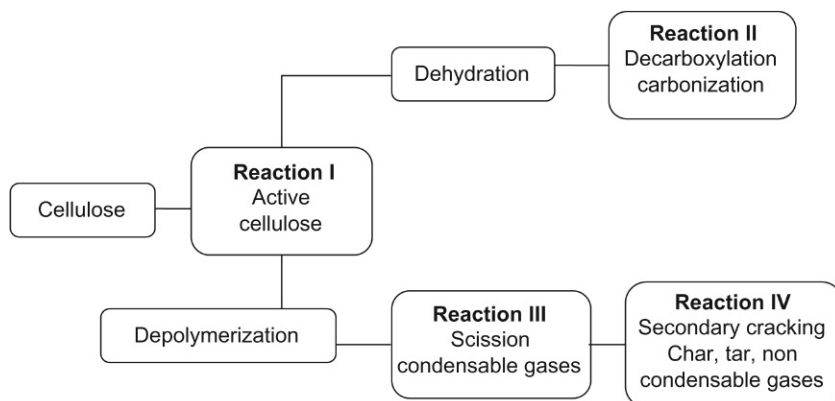 Cellulose
Reaction I
Active
cellulose
Dehydration
Reaction II
Decarboxylation
carbonization
Depolymerization
Reaction III
Scission
condensable gases
Reaction IV
Secondary cracking
Char, tar, non
condensable gases